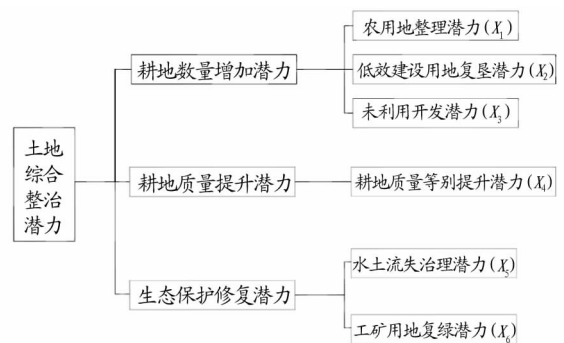 土地
综合
整治
潜力
耕地数量增加潜力
农用地整理潜力(X₁)
低效建设用地复垦潜力(X₂)
未利用开发潜力(X₃)
耕地质量提升潜力
耕地质量等别提升潜力(X₄)
生态保护修复潜力
水土流失治理潜力(X₅)
工矿用地复绿潜力(X₆)